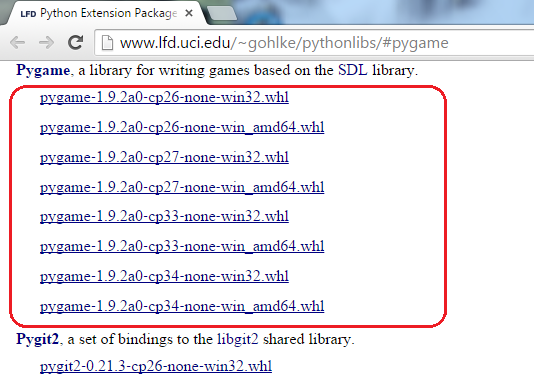 LFD Python Extension Package
www.lfd.uci.edu/~gohlke/pythonlibs/#pygame
Pygame, a library for writing games based on the SDL library.
pygame-1.9.2a0-cp26-none-win32.whl
pygame-1.9.2a0-cp26-none-win_amd64.whl
pygame-1.9.2a0-cp27-none-win32.whl
pygame-1.9.2a0-cp27-none-win_amd64.whl
pygame-1.9.2a0-cp33-none-win32.whl
pygame-1.9.2a0-cp33-none-win_amd64.whl
pygame-1.9.2a0-cp34-none-win32.whl
pygame-1.9.2a0-cp34-none-win_amd64.whl
Pygit2, a set of bindings to the libgit2 shared library.
pygit2-0.21.3-cp26-none-win32.whl